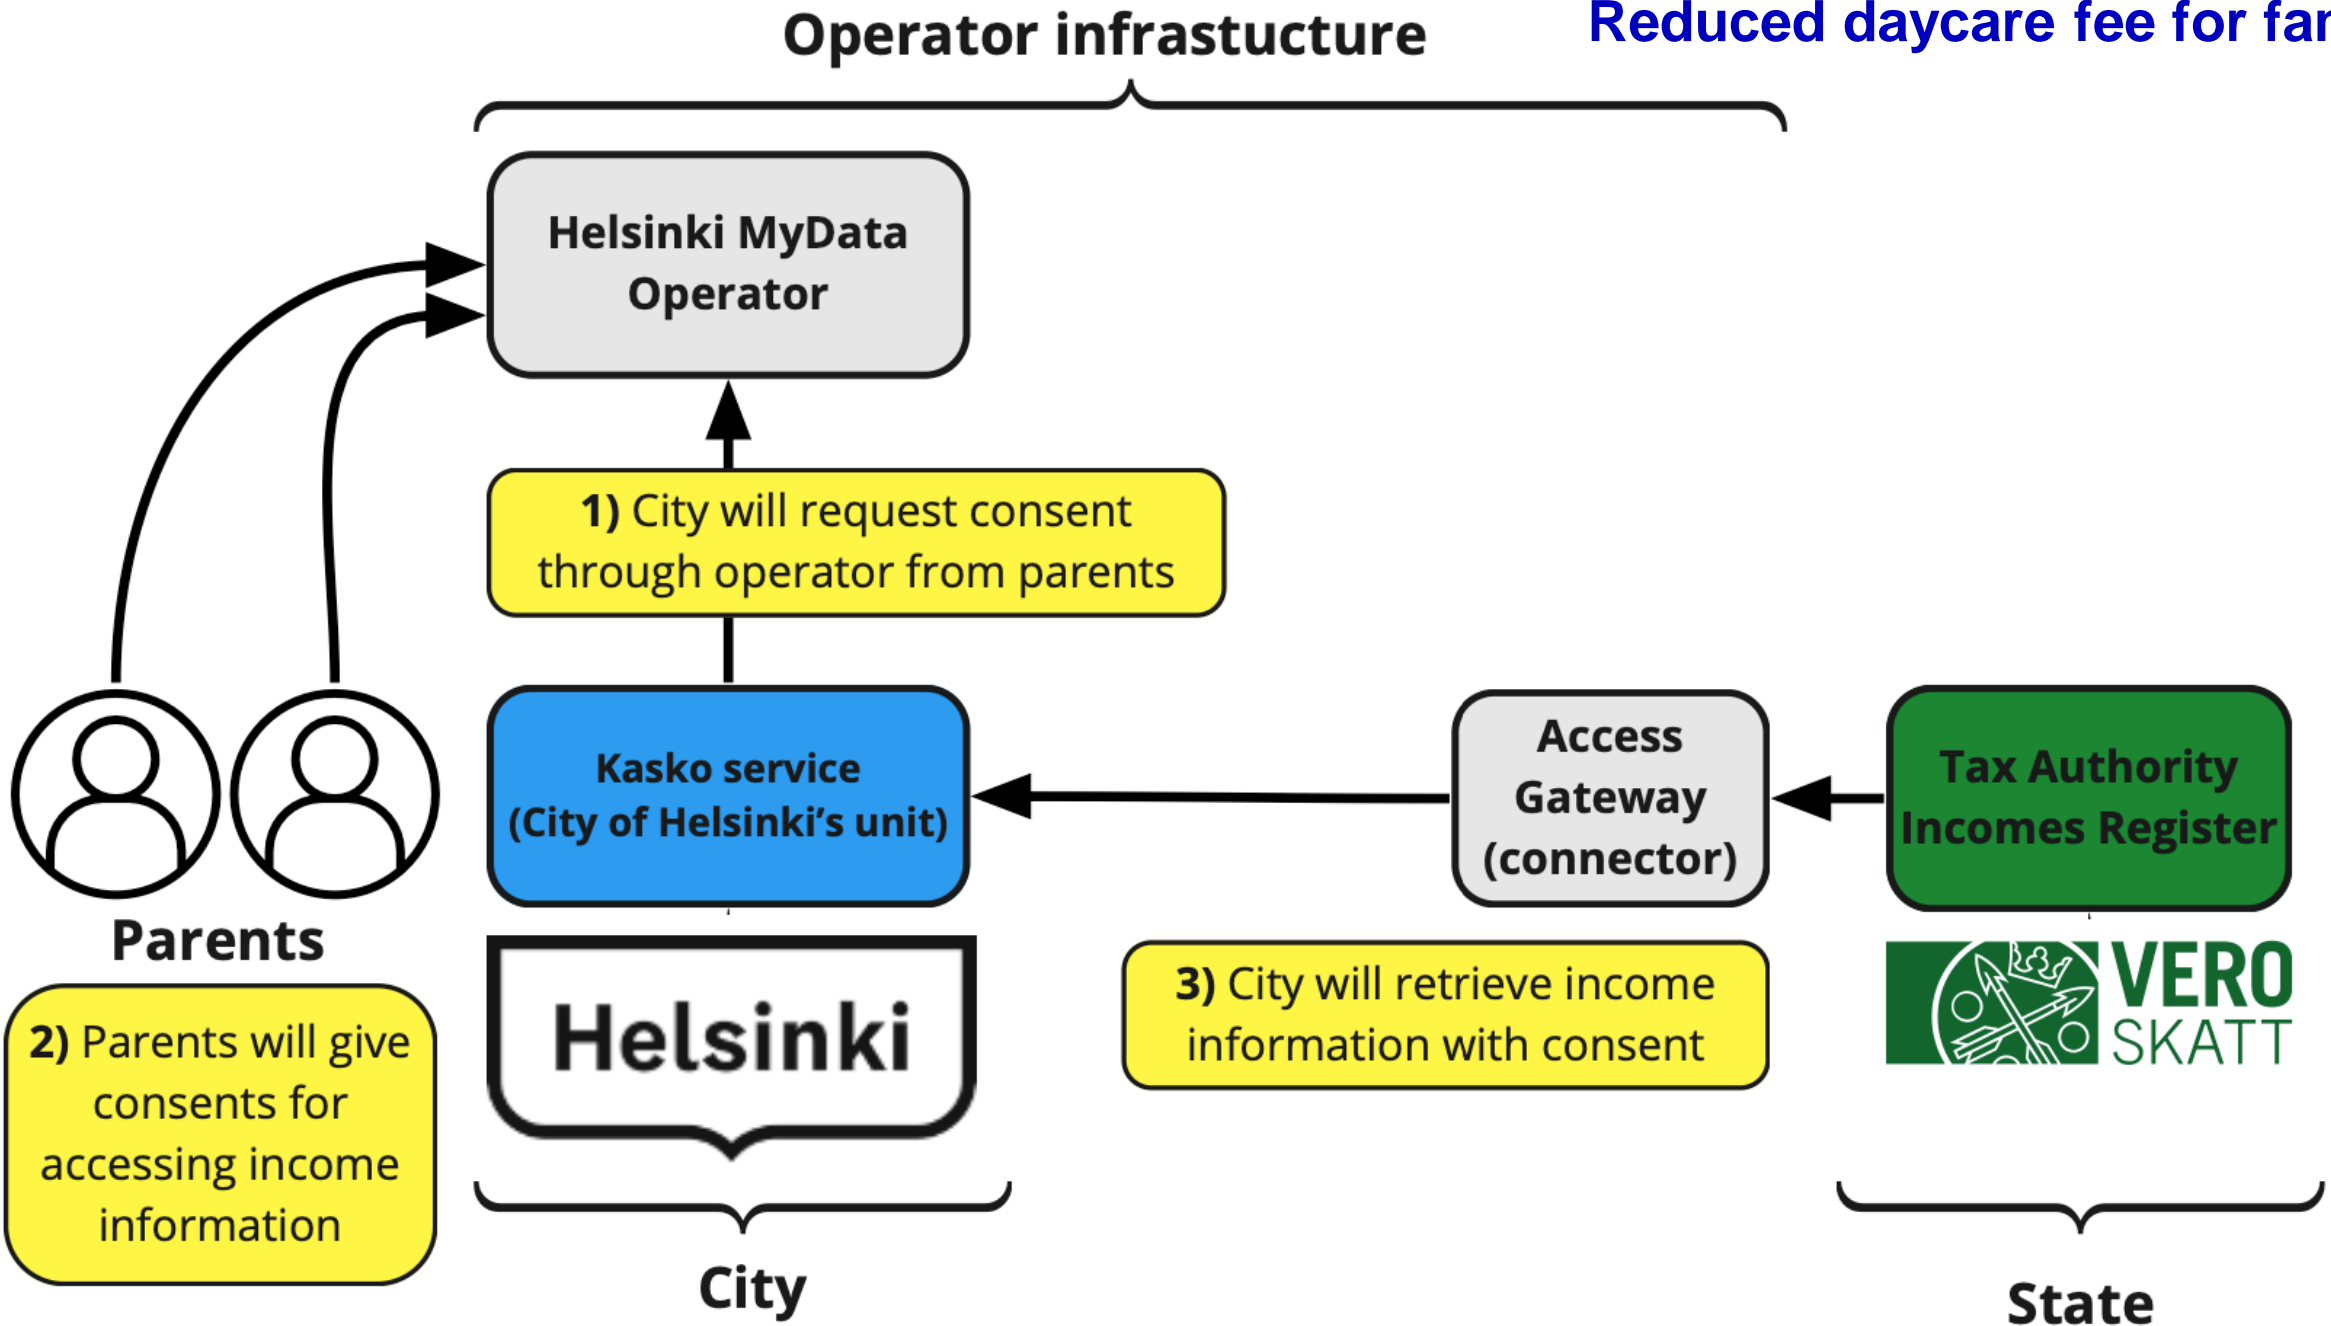 Operator infrastucture
Reduced daycare fee for
Helsinki MyData
Operator
1) City will request consent
through operator from parents
Kasko service
(City of Helsinki's unit)
Access
Gateway
(connector)
Tax Authority
Incomes Register
Parents
2) Parents will give
consents for
accessing income
information
Helsinki
3) City will retrieve income
information with consent
VERO
SKATT
City
State